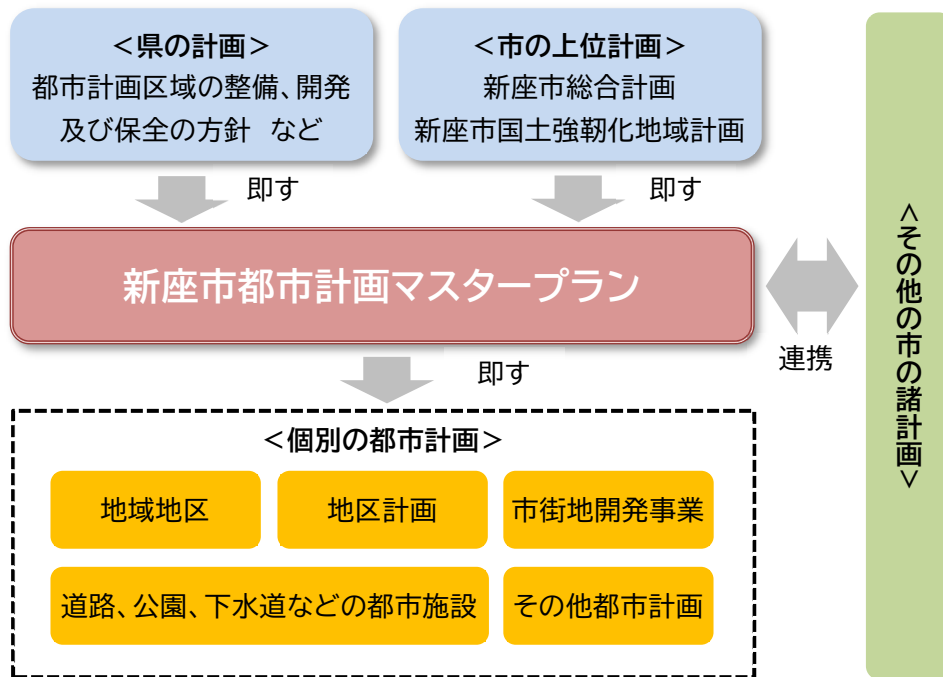 ＜県の計画＞
都市計画区域の整備、開発
及び保全の方針 など
＜市の上位計画＞
新座市総合計画
新座市国土強靭化地域計画
即す
即す
新座市都市計画マスタープラン
連携
＜その他の市の諸計画＞
即す
＜個別の都市計画＞
地域地区
地区計画
市街地開発事業
道路、公園、下水道などの都市施設
その他都市計画